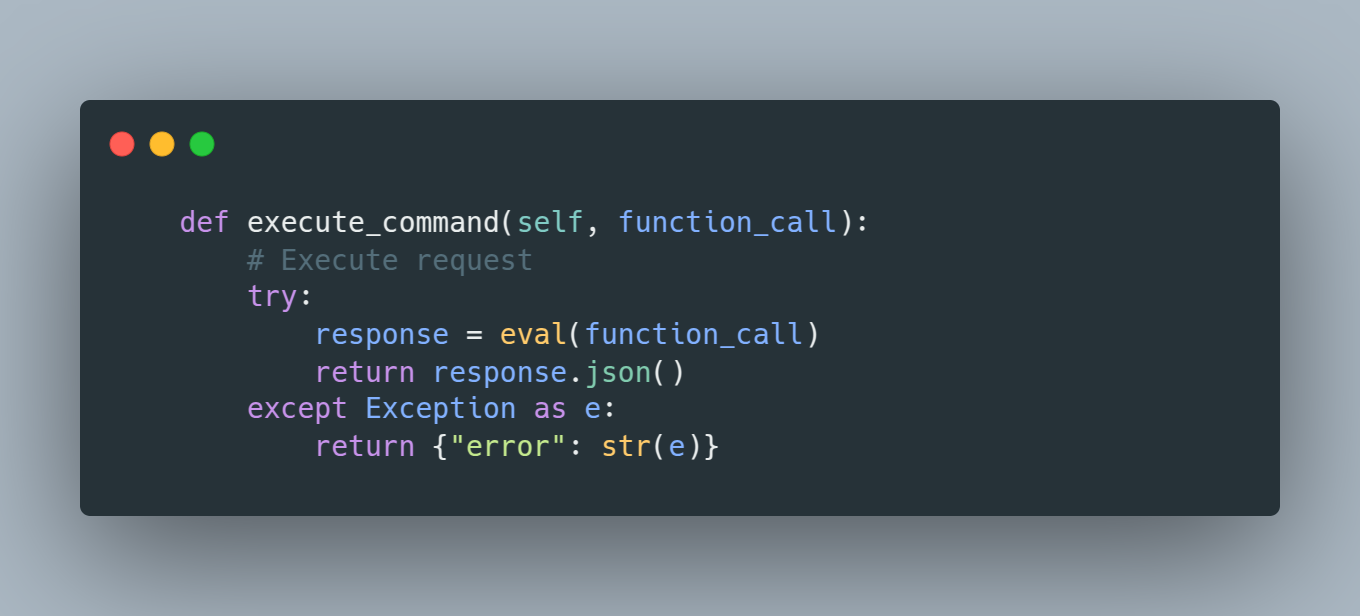 def execute_command(self, function_call):
    # Execute request
    try:
        response = eval(function_call)
        return response.json()
    except Exception as e:
        return {"error": str(e)}